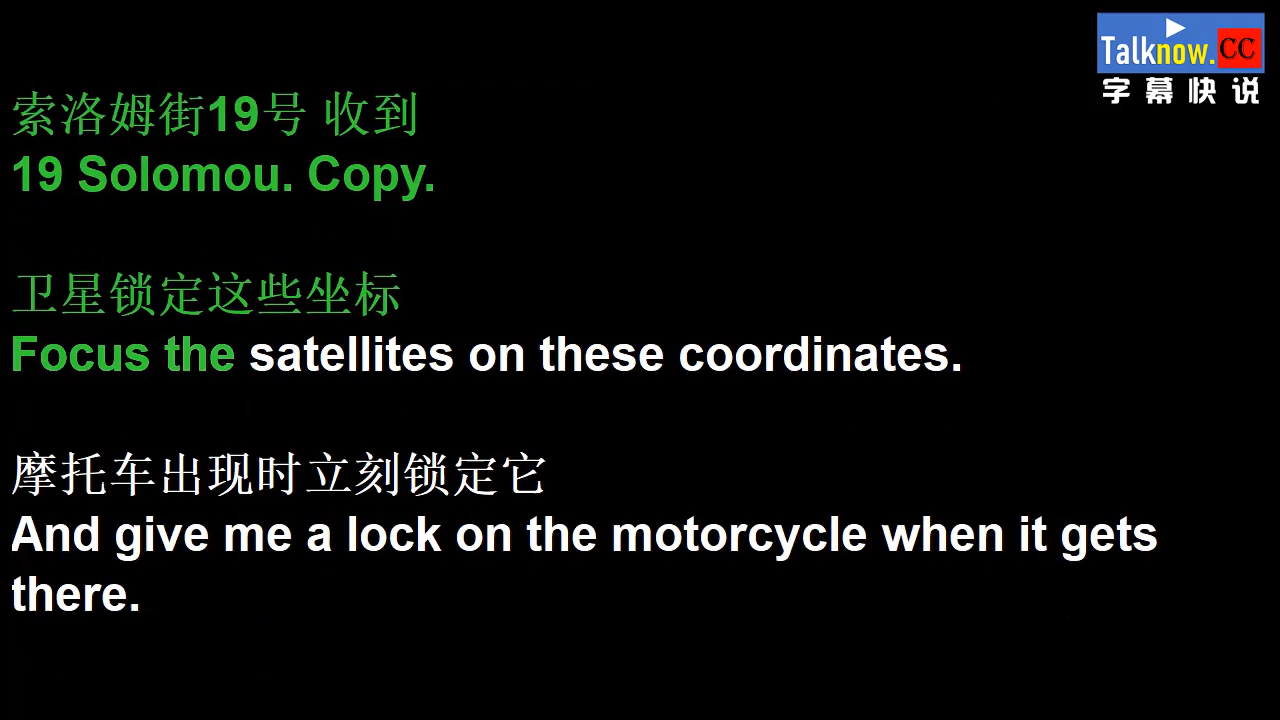 Talknow.CC
字幕快说
索洛姆街19号 收到
19 Solomou. Copy.
卫星锁定这些坐标
Focus the satellites on these coordinates.
摩托车出现时立刻锁定它
And give me a lock on the motorcycle when it gets
there.